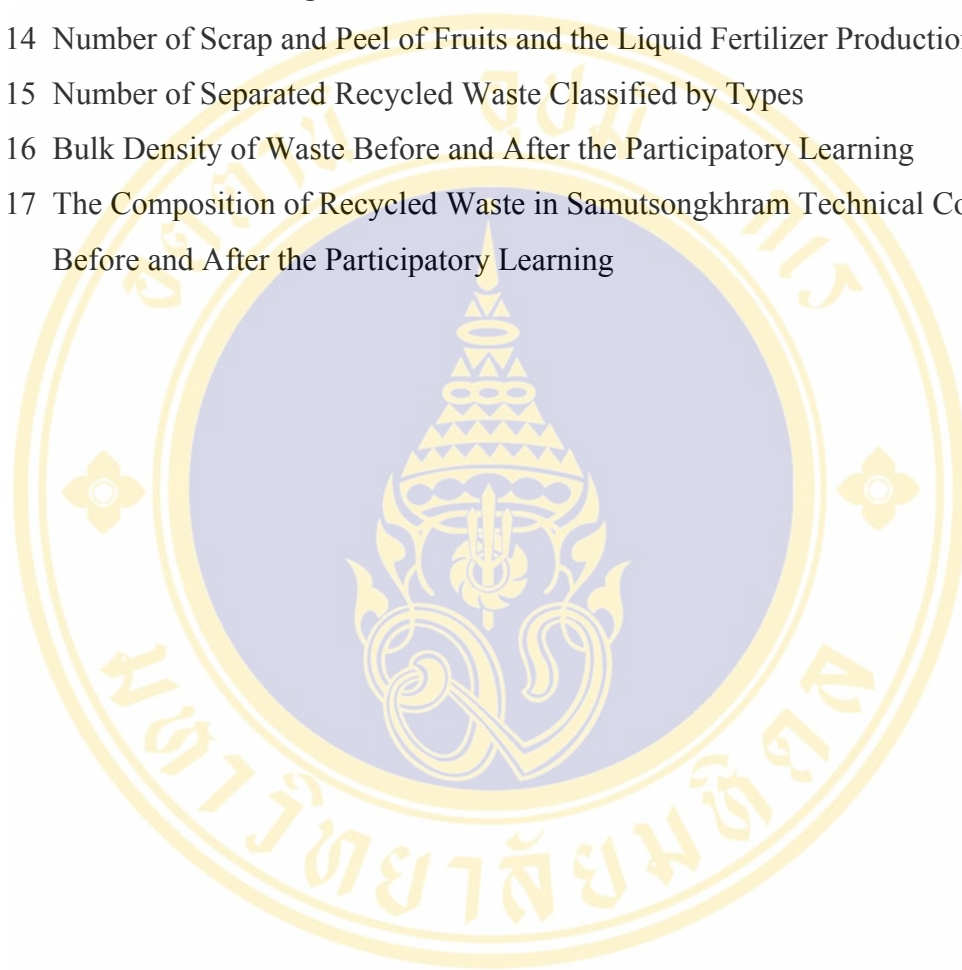 14 Number of Scrap and Peel of Fruits and the Liquid Fertilizer Production
15 Number of Separated Recycled Waste Classified by Types
16 Bulk Density of Waste Before and After the Participatory Learning
17 The Composition of Recycled Waste in Samutsongkhram Technical Co
Before and After the Participatory Learning
มหาวิทยาลัยมหิดล